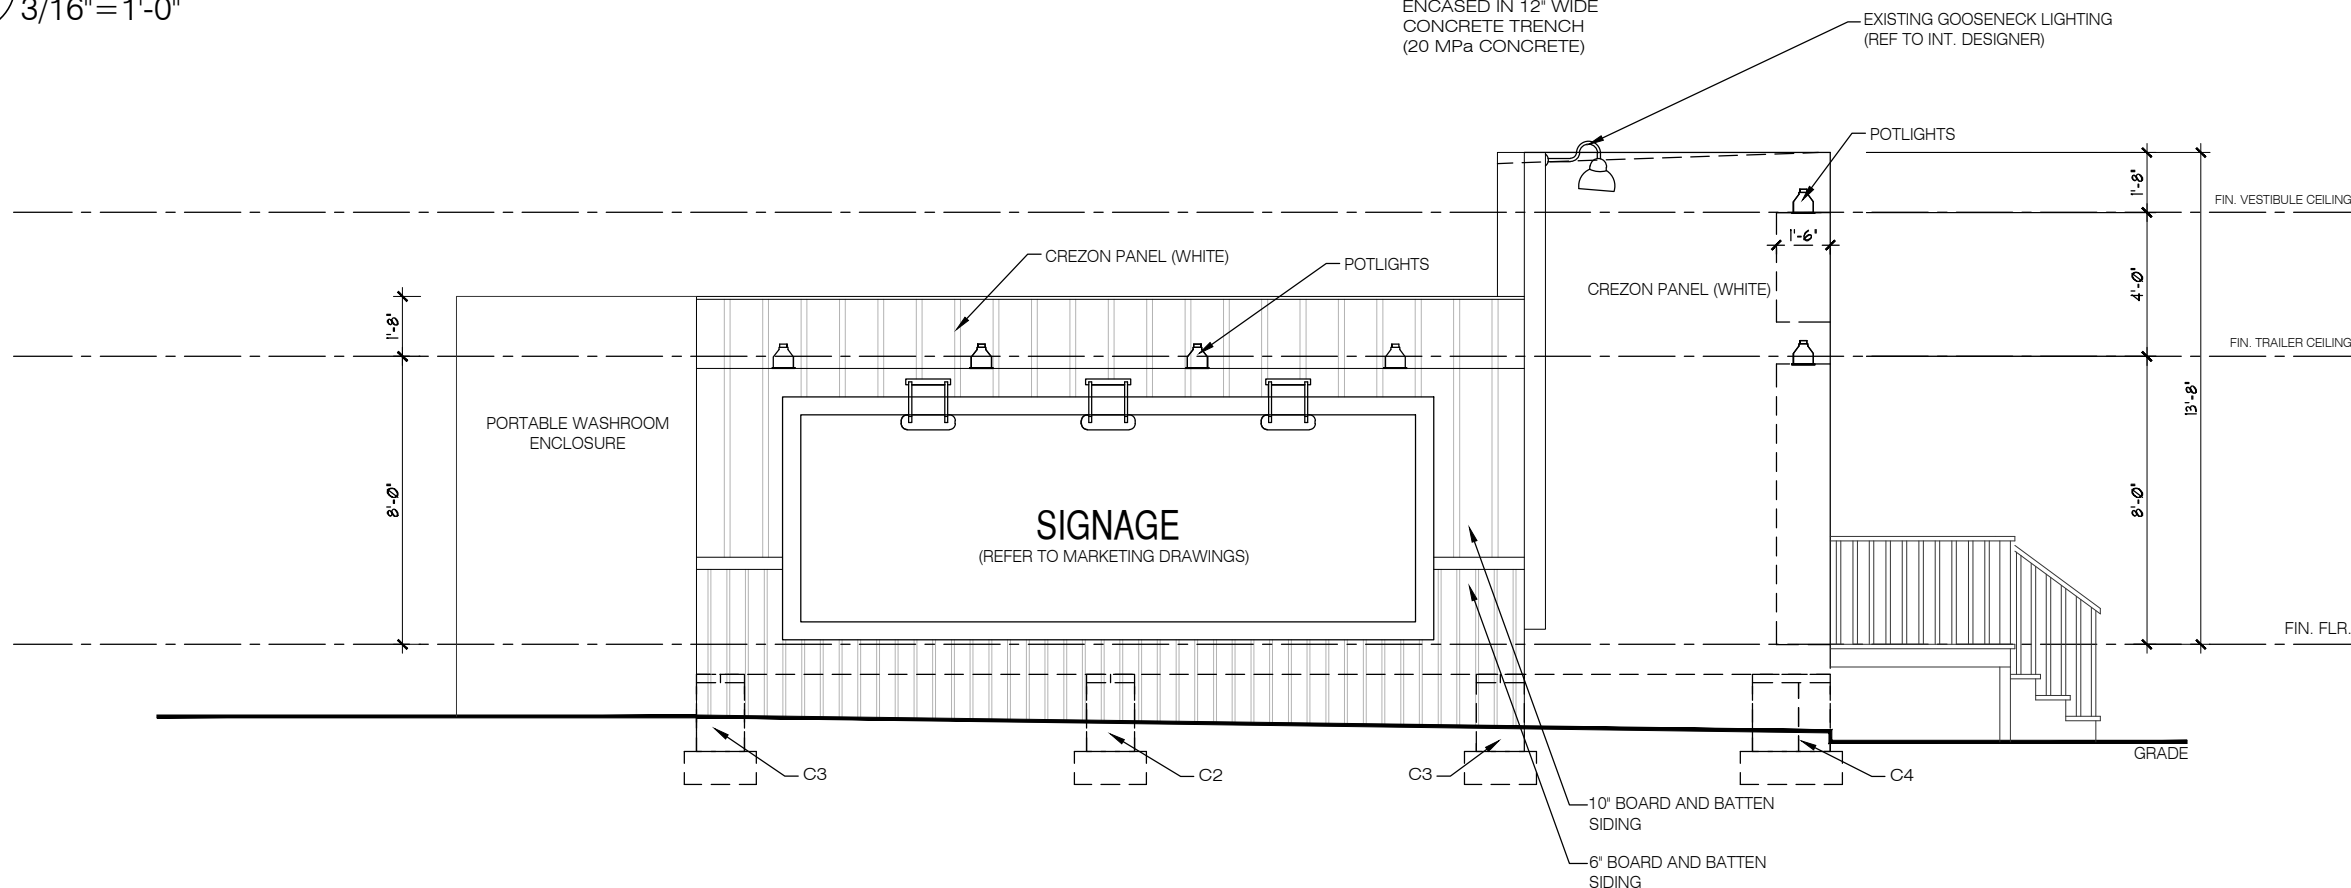 3/16"=1'-0"
ENCASED IN 12" WIDE
CONCRETE TRENCH
(20 MPa CONCRETE)
EXISTING GOOSENECK LIGHTING
(REF TO INT. DESIGNER)
POTLIGHTS
1'-8"
FIN. VESTIBULE CEILING
1'-6"
CREZON PANEL (WHITE)
POTLIGHTS
CREZON PANEL (WHITE)
4'-0"
1'-8"
FIN. TRAILER CEILING
13'-8"
PORTABLE WASHROOM
ENCLOSURE
8'-0"
8'-0"
SIGNAGE
(REFER TO MARKETING DRAWINGS)
FIN. FLR.
GRADE
C3
C2
C3
C4
10" BOARD AND BATTEN
SIDING
6" BOARD AND BATTEN
SIDING